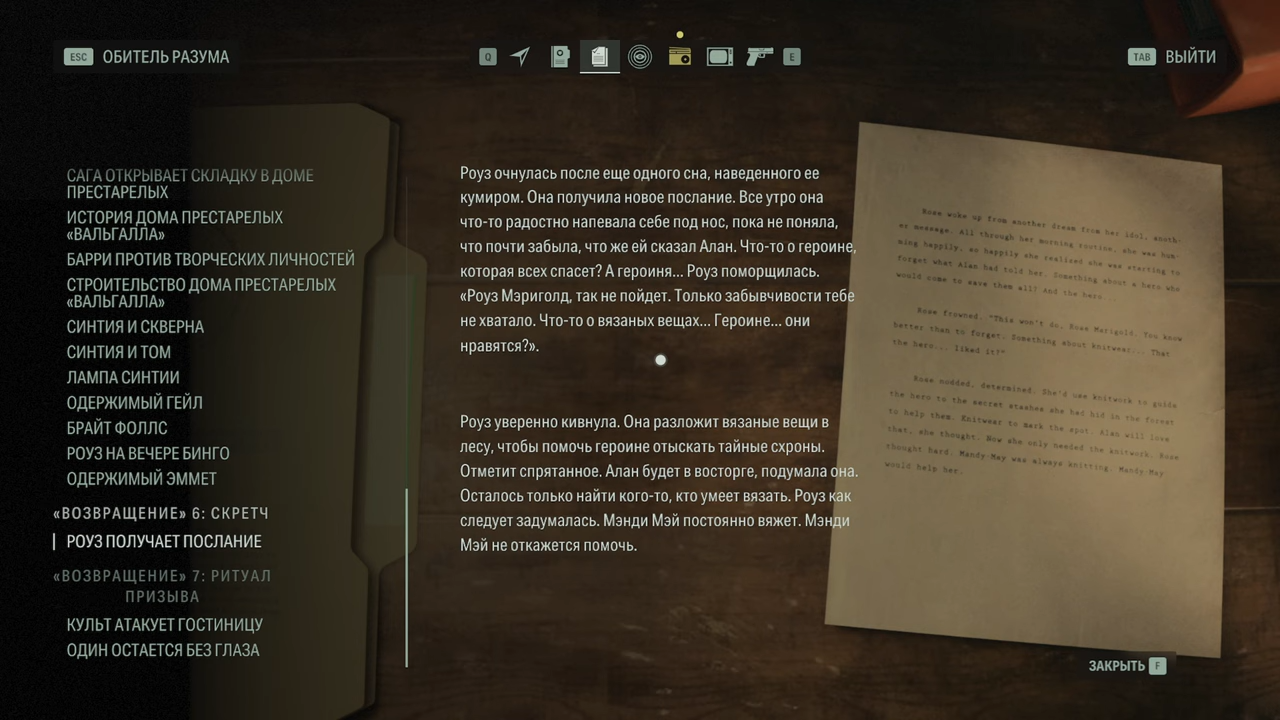 ESC ОБИТЕЛЬ РАЗУМА
Q
E
TAB ВЫЙТИ
САГА ОТКРЫВАЕТ СКЛАДКУ В ДОМЕ
ПРЕСТАРЕЛЫХ
ИСТОРИЯ ДОМА ПРЕСТАРЕЛЫХ
«ВАЛЬГАЛЛА»
БАРРИ ПРОТИВ ТВОРЧЕСКИХ ЛИЧНОСТЕЙ
СТРОИТЕЛЬСТВО ДОМА ПРЕСТАРЕЛЫХ
«ВАЛЬГАЛЛА»
СИНТИЯ И СКВЕРНА
СИНТИЯ И ТОМ
ЛАМПА СИНТИИ
ОДЕРЖИМЫЙ ГЕЙЛ
БРАЙТ ФОЛЛС
РОУЗ НА ВЕЧЕРЕ БИНГО
ОДЕРЖИМЫЙ ЭММЕТ
«ВОЗВРАЩЕНИЕ» 6: СКРЕТЧ
РОУЗ ПОЛУЧАЕТ ПОСЛАНИЕ
«ВОЗВРАЩЕНИЕ» 7: РИТУАЛ
ПРИЗЫВА
КУЛЬТ АТАКУЕТ ГОСТИНИЦУ
ОДИН ОСТАЕТСЯ БЕЗ ГЛАЗА
Роуз очнулась после еще одного сна, наведенного ее
кумиром. Она получила новое послание. Все утро она
что-то радостно напевала себе под нос, пока не поняла,
что почти забыла, что же ей сказал Алан. Что-то о героине,
которая всех спасет? А героиня... Роуз поморщилась.
«Роуз Мэриголд, так не пойдет. Только забывчивости тебе
не хватало. Что-то о вязаных вещах... Героине... они
нравятся?».
Роуз уверенно кивнула. Она разложит вязаные вещи в
лесу, чтобы помочь героине отыскать тайные схроны.
Отметит спрятанное. Алан будет в восторге, подумала она.
Осталось только найти кого-то, кто умеет вязать. Роуз как
следует задумалась. Мэнди Мэй постоянно вяжет. Мэнди
Мэй не откажется помочь.
Rose woke up from another dream from her idol, anoth-
er message. All through her morning routine, she was hum-
ming happily, so happily she realized she was starting to
forget what Alan had told her. Something about a hero who
would come to save them all? And the hero...
Rose frowned. "This won't do, Rose Marigold. You know
better than to forget. Something about knitwear... That
the hero... liked it?"
Rose nodded, determined. She'd use knitwork to guide
the hero to the secret stashes she had hid in the forest
to help them. Knitwear to mark the spot. Alan will love
that, she thought. Now she only needed the knitwork. Rose
thought hard. Mandy-May was always knitting. Mandy-May
would help her.
ЗАКРЫТЬ F